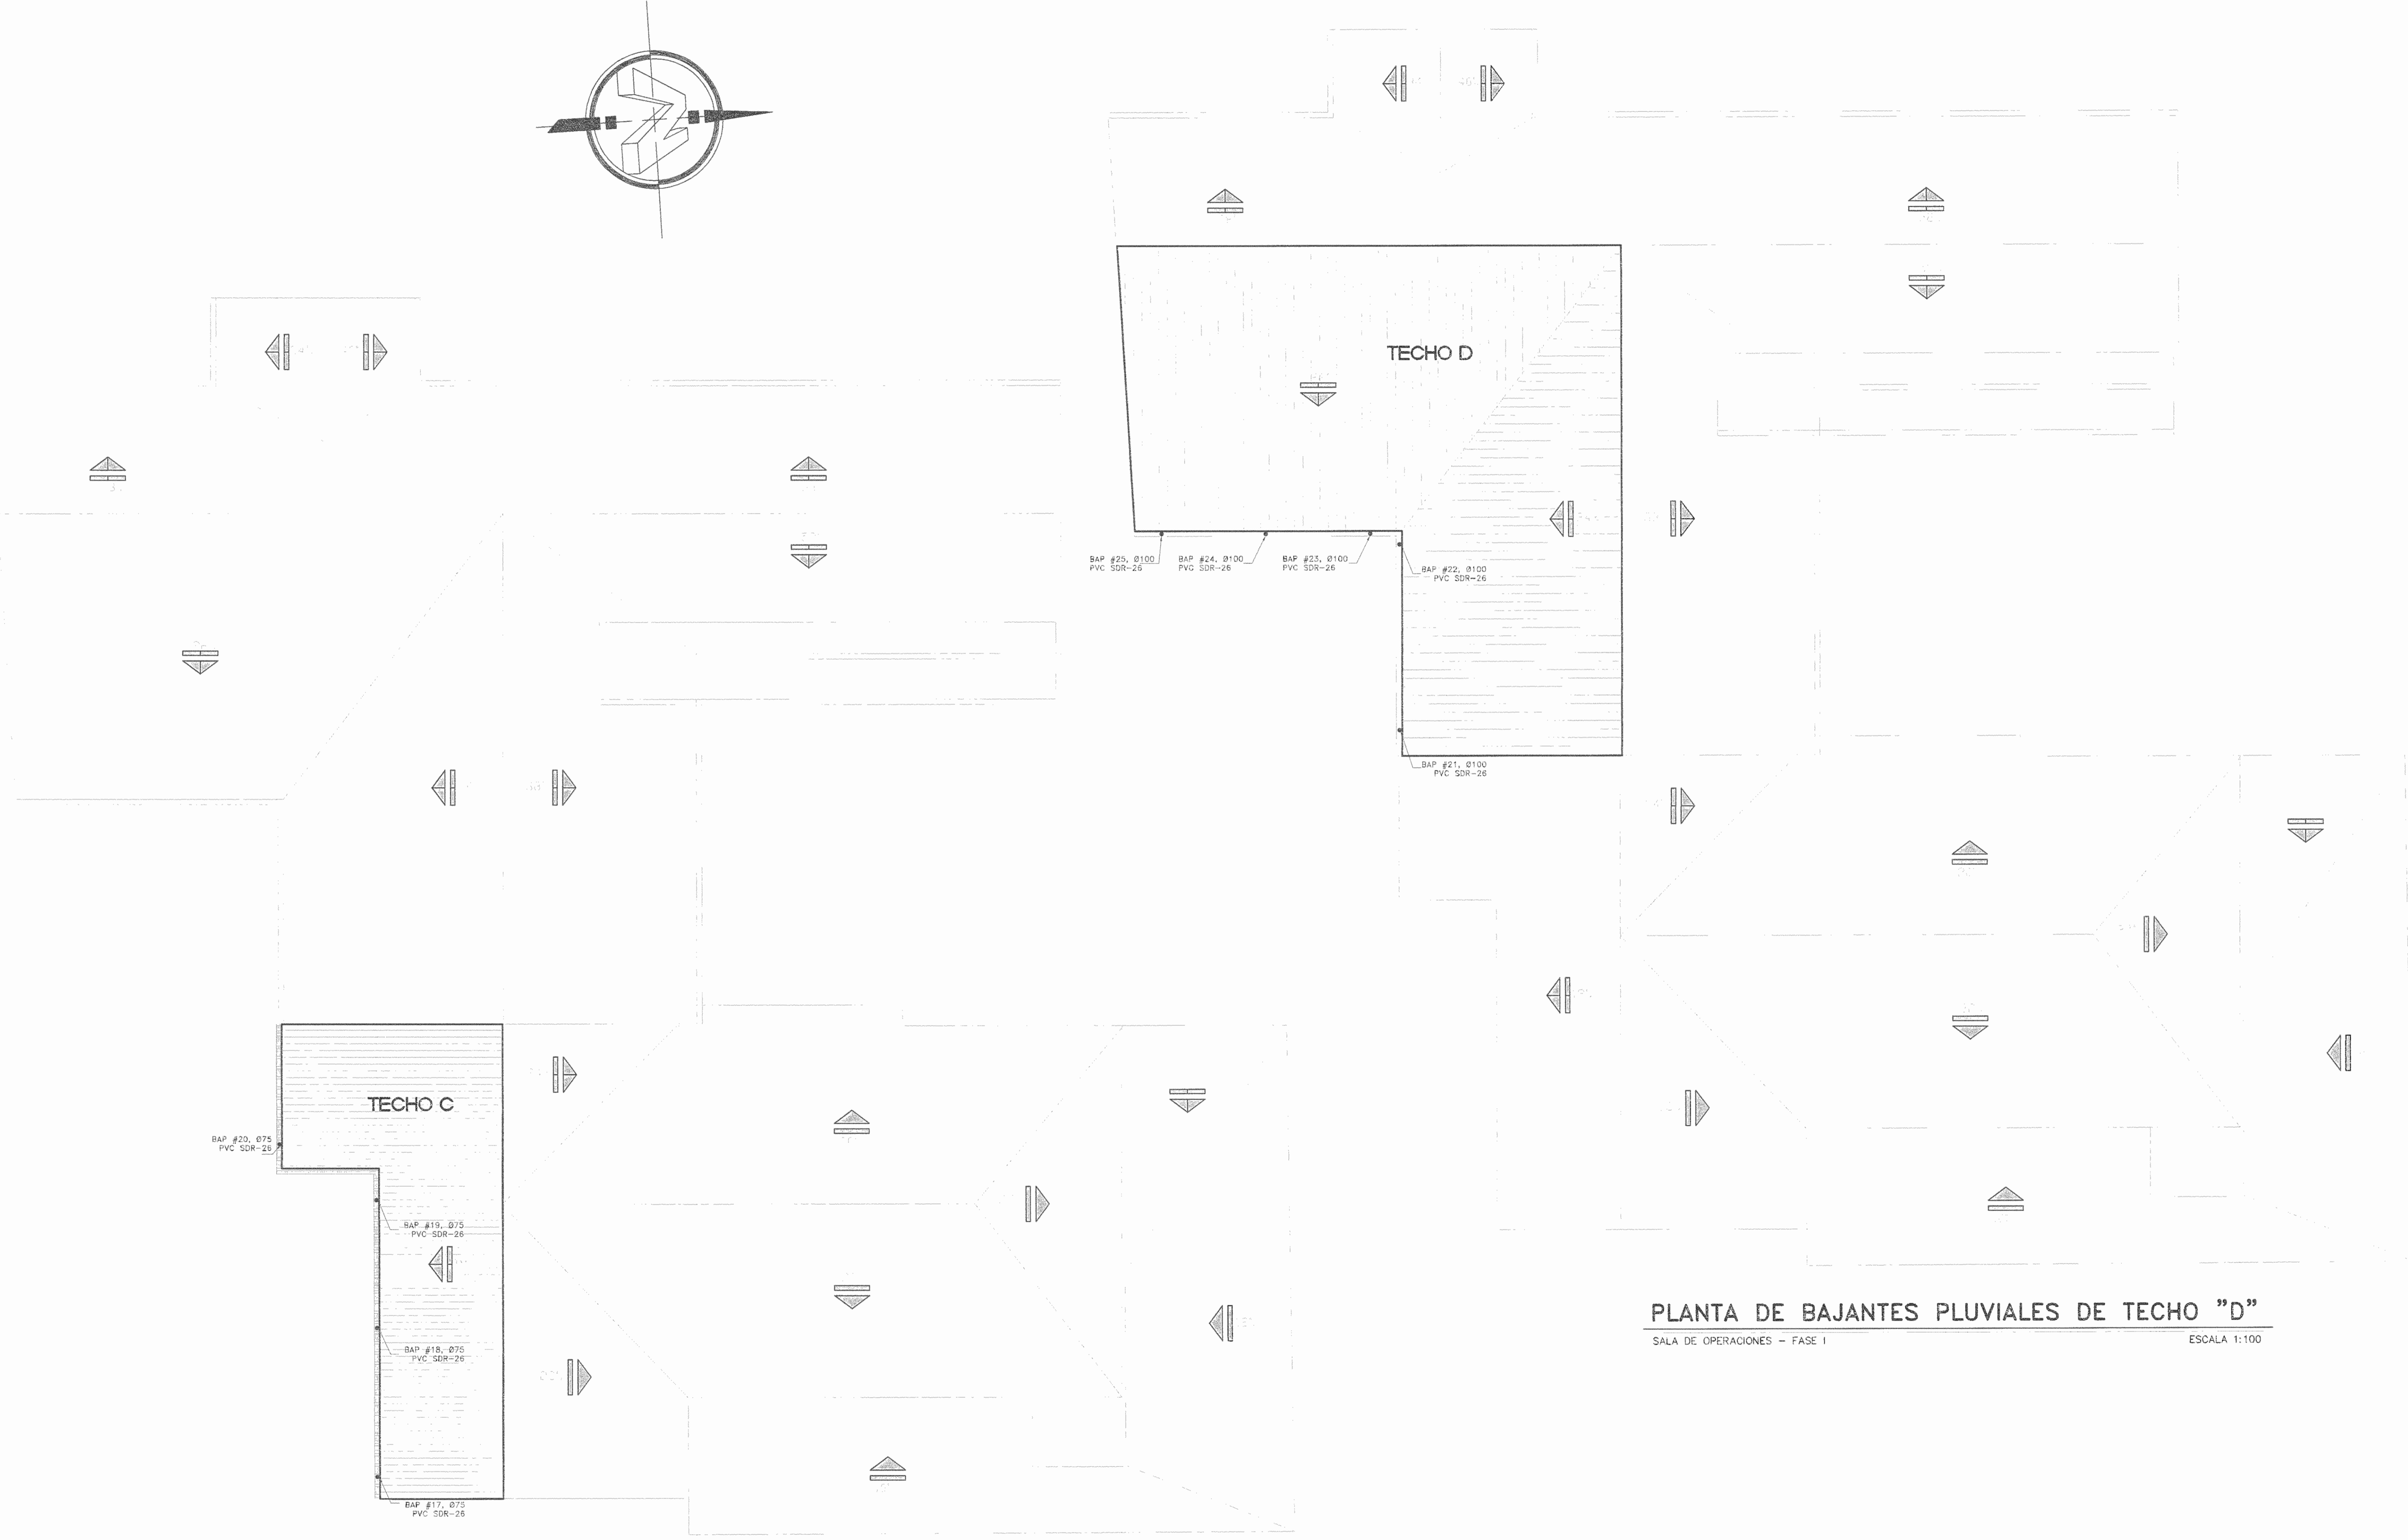 TECHO D
BAP #25, Ø100
PVC SDR-26
BAP #24, Ø100
PVC SDR-26
BAP #23, Ø100
PVC SDR-26
BAP #22, Ø100
PVC SDR-26
BAP #21, Ø100
PVC SDR-26
TECHO C
BAP #20, Ø75
PVC SDR-26
BAP #19, Ø75
PVC SDR-26
BAP #18, Ø75
PVC SDR-26
BAP #17, Ø75
PVC SDR-26
PLANTA DE BAJANTES PLUVIALES DE TECHO "D"
SALA DE OPERACIONES - FASE I
ESCALA 1:100